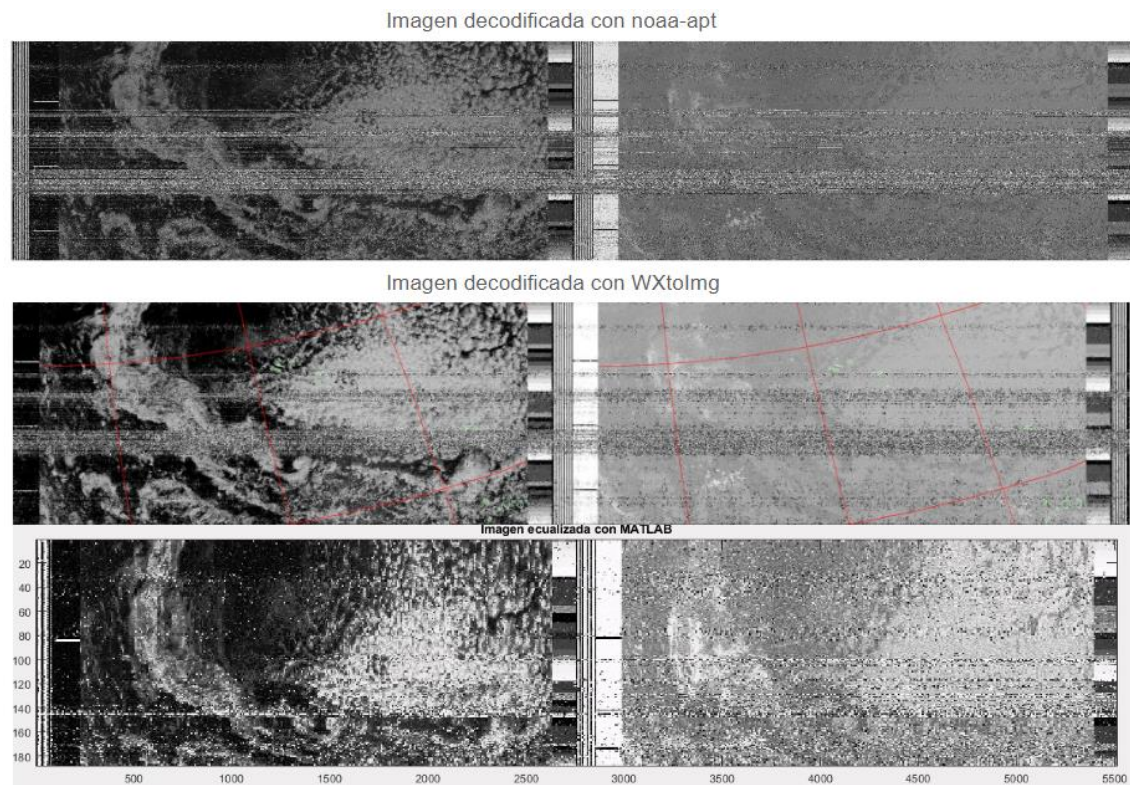 Imagen decodificada con noaa-apt
Imagen decodificada con WXtoImg
Imagen ecualizada con MATLAB
20
40
60
80
100
120
140
160
180
500 1000 1500 2000 2500 3000 3500 4000 4500 5000 5500